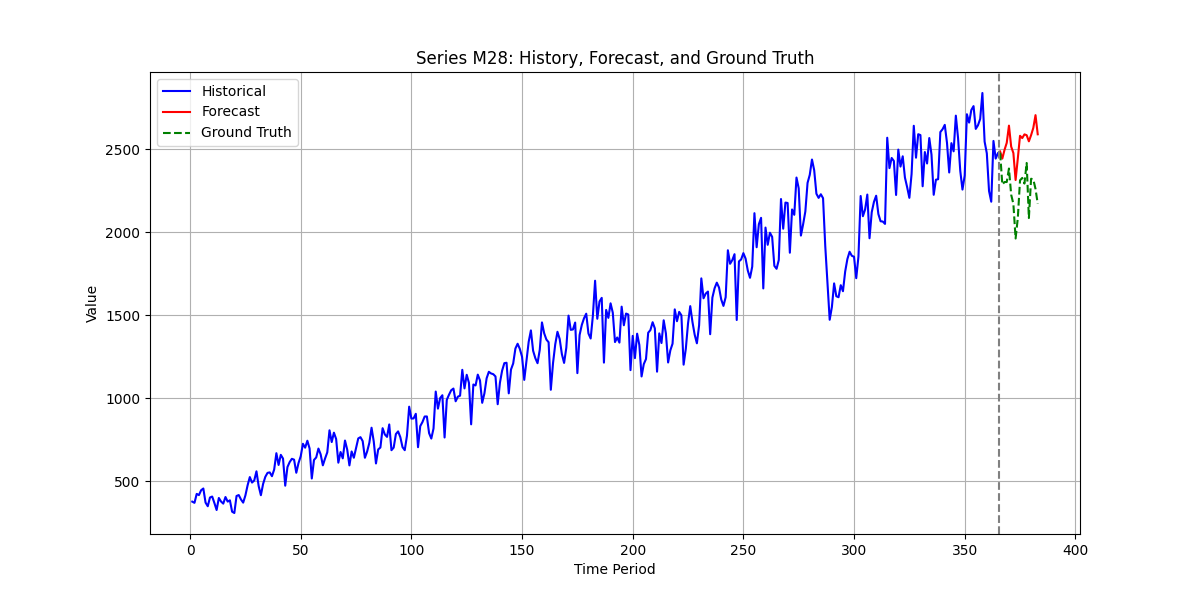 Series M28: History, Forecast, and Ground Truth
Historical
Forecast
Ground Truth
2500
2000
1500
1000
500
Value
0 50 100 150 200 250 300 350 400
Time Period